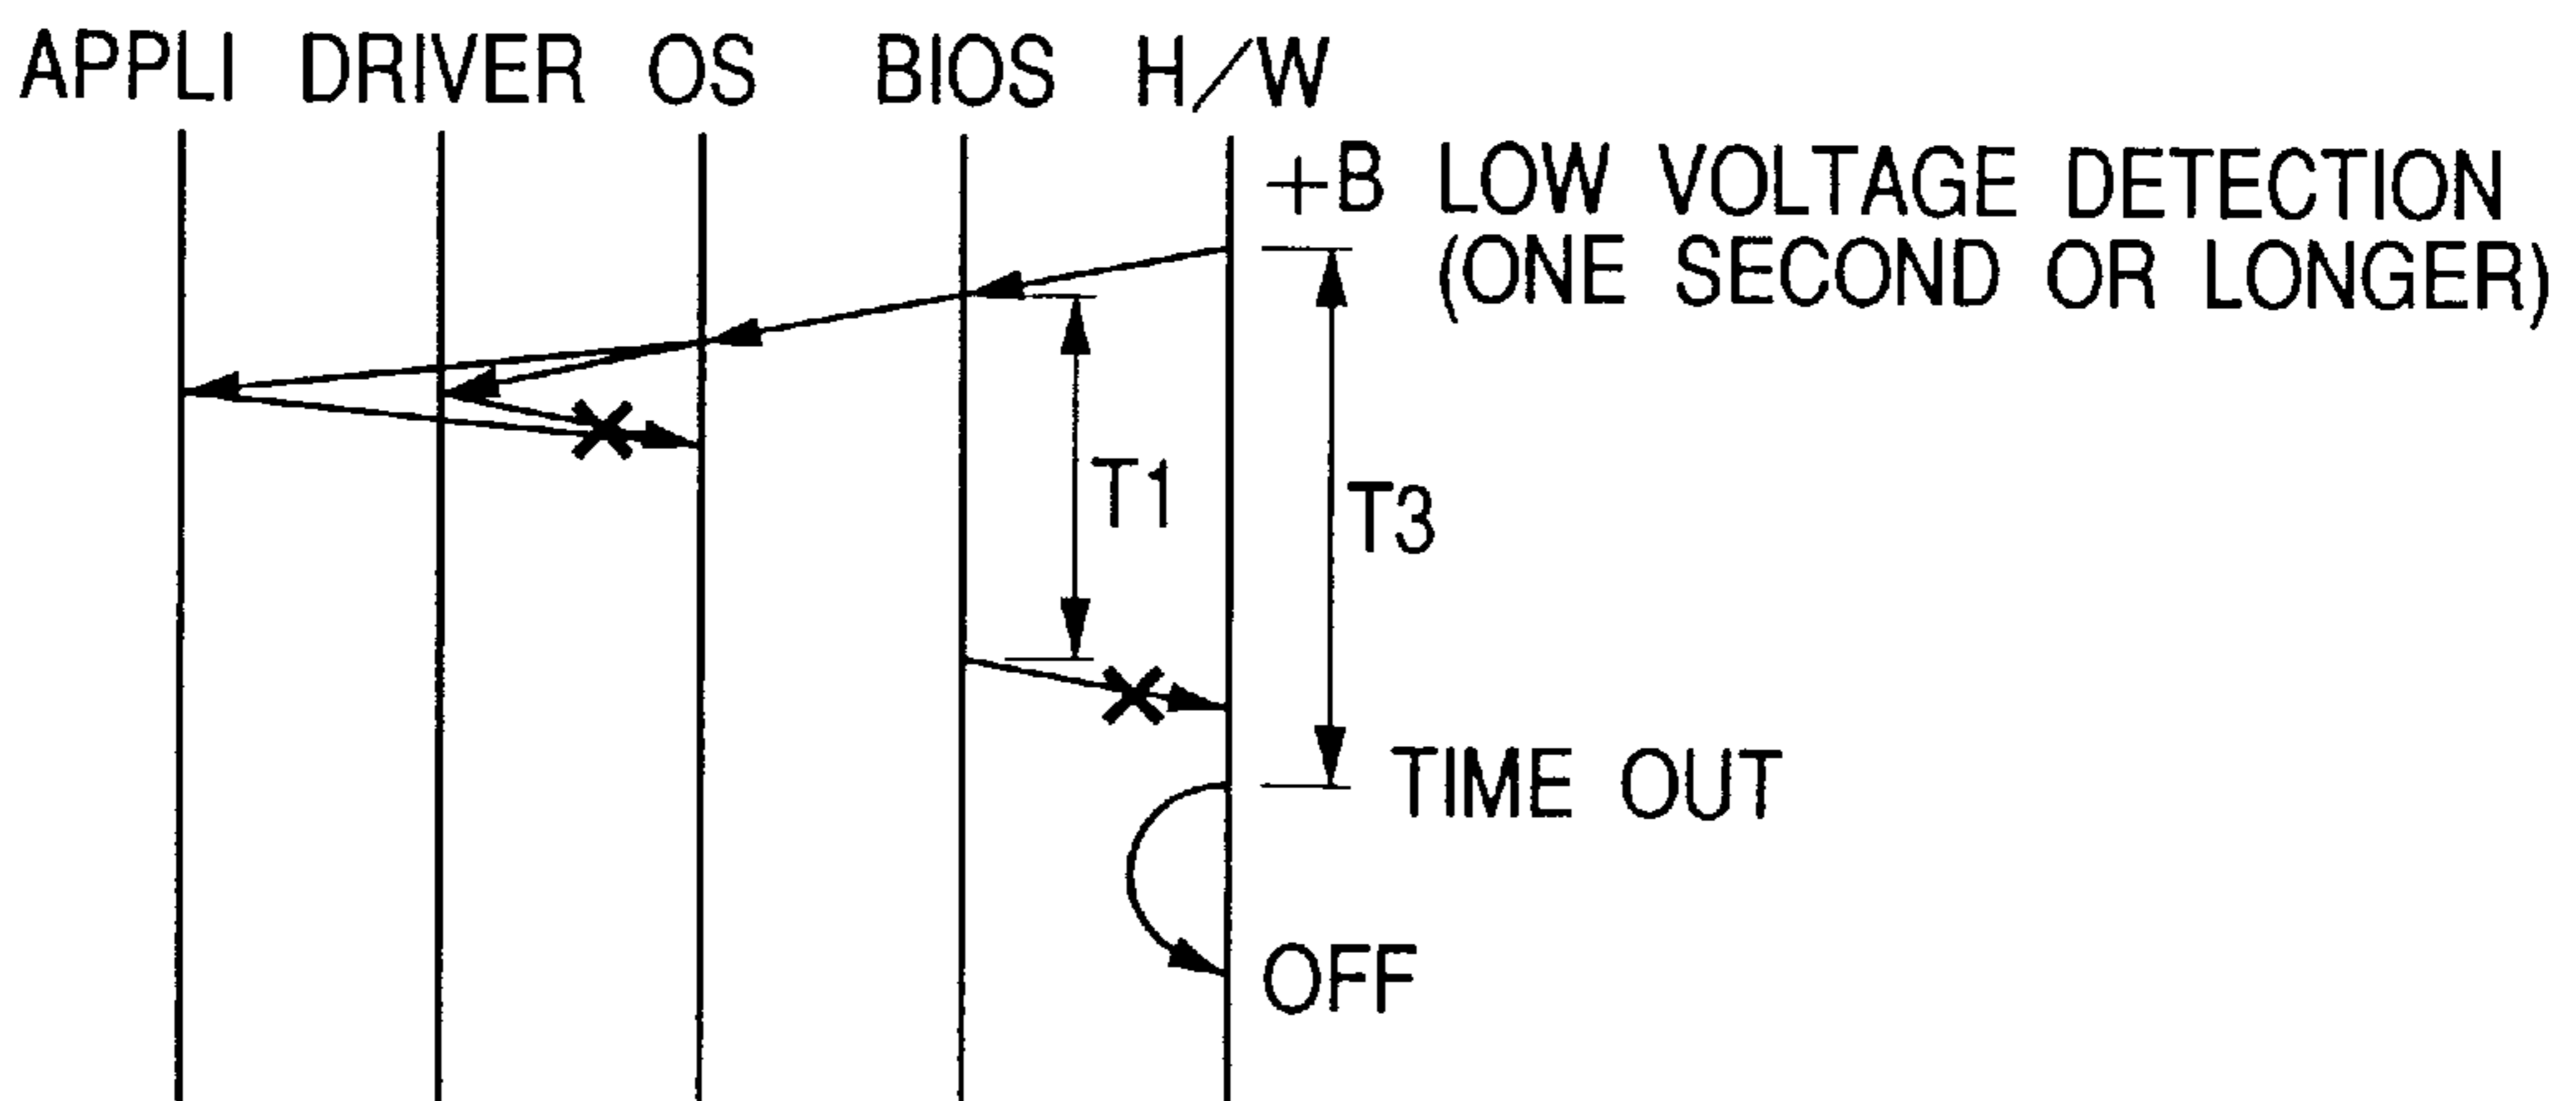 APPLI DRIVER OS BIOS H/W
+B LOW VOLTAGE DETECTION
(ONE SECOND OR LONGER)
T1
T3
TIME OUT
OFF